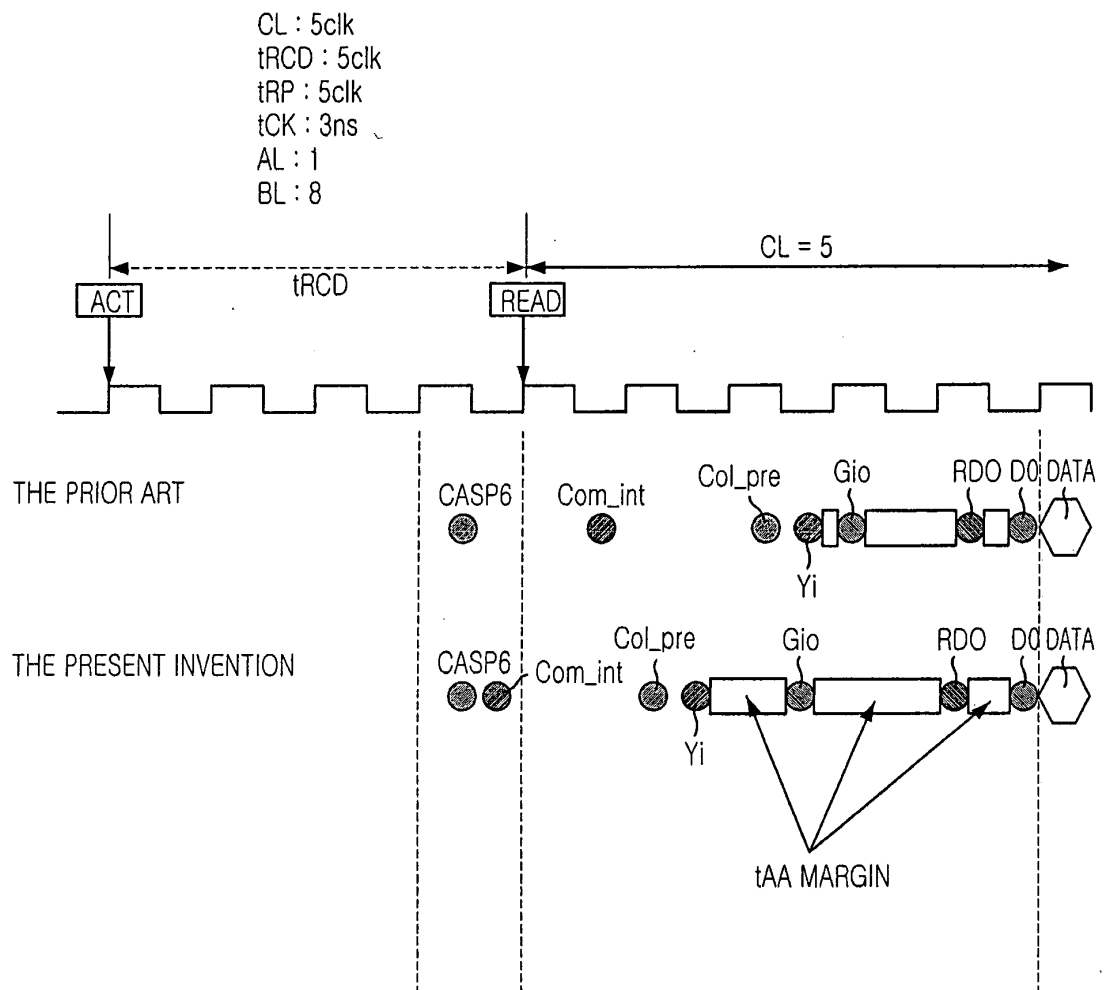 CL : 5clk
tRCD : 5clk
tRP : 5clk
tCK : 3ns
AL : 1
BL : 8
CL = 5
tRCD
ACT
READ
THE PRIOR ART
CASP6
Com_int
Col_pre
Gio
RDO
D0
DATA
Yi
THE PRESENT INVENTION
CASP6
Com_int
Col_pre
Gio
RDO
D0
DATA
Yi
tAA MARGIN